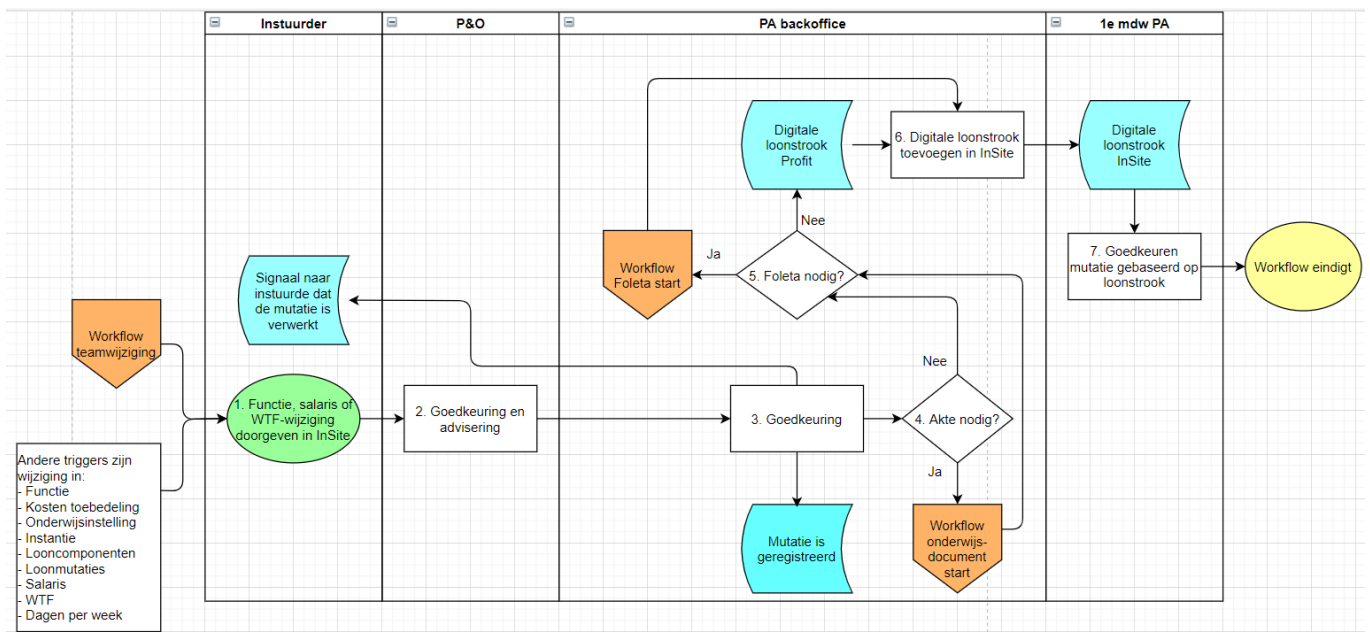 Instuurder
P&O
PA backoffice
1e mdw PA
Digitale
loonstrook
Profit
6. Digitale loonstrook
toevoegen in InSite
Digitale
loonstrook
InSite
Nee
Ja
5. Foleta nodig?
Workflow
Foleta start
7. Goedkeuren
mutatie gebaseerd op
loonstrook
Workflow eindigt
Signaal naar
instuurde dat
de mutatie is
verwerkt
Workflow
teamwijziging
Nee
1. Functie, salaris of
WTF-wijziging
doorgeven in InSite
2. Goedkeuring en
advisering
3. Goedkeuring
4. Akte nodig?
Ja
Andere triggers zijn
wijziging in:
- Functie
- Kosten toebedeling
- Onderwijsinstelling
- Instantie
- Looncomponenten
- Loonmutaties
- Salaris
- WTF
- Dagen per week
Mutatie is
geregistreerd
Workflow
onderwijs-
document
start